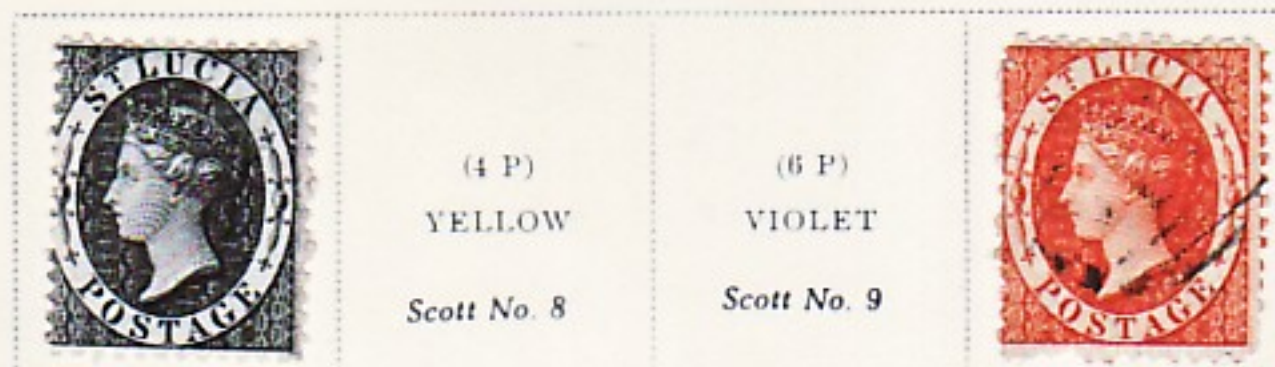 ST LUCIA
POSTAGE
(4 P)
YELLOW
Scott No. 8
(6 P)
VIOLET
Scott No. 9
ST LUCIA
POSTAGE